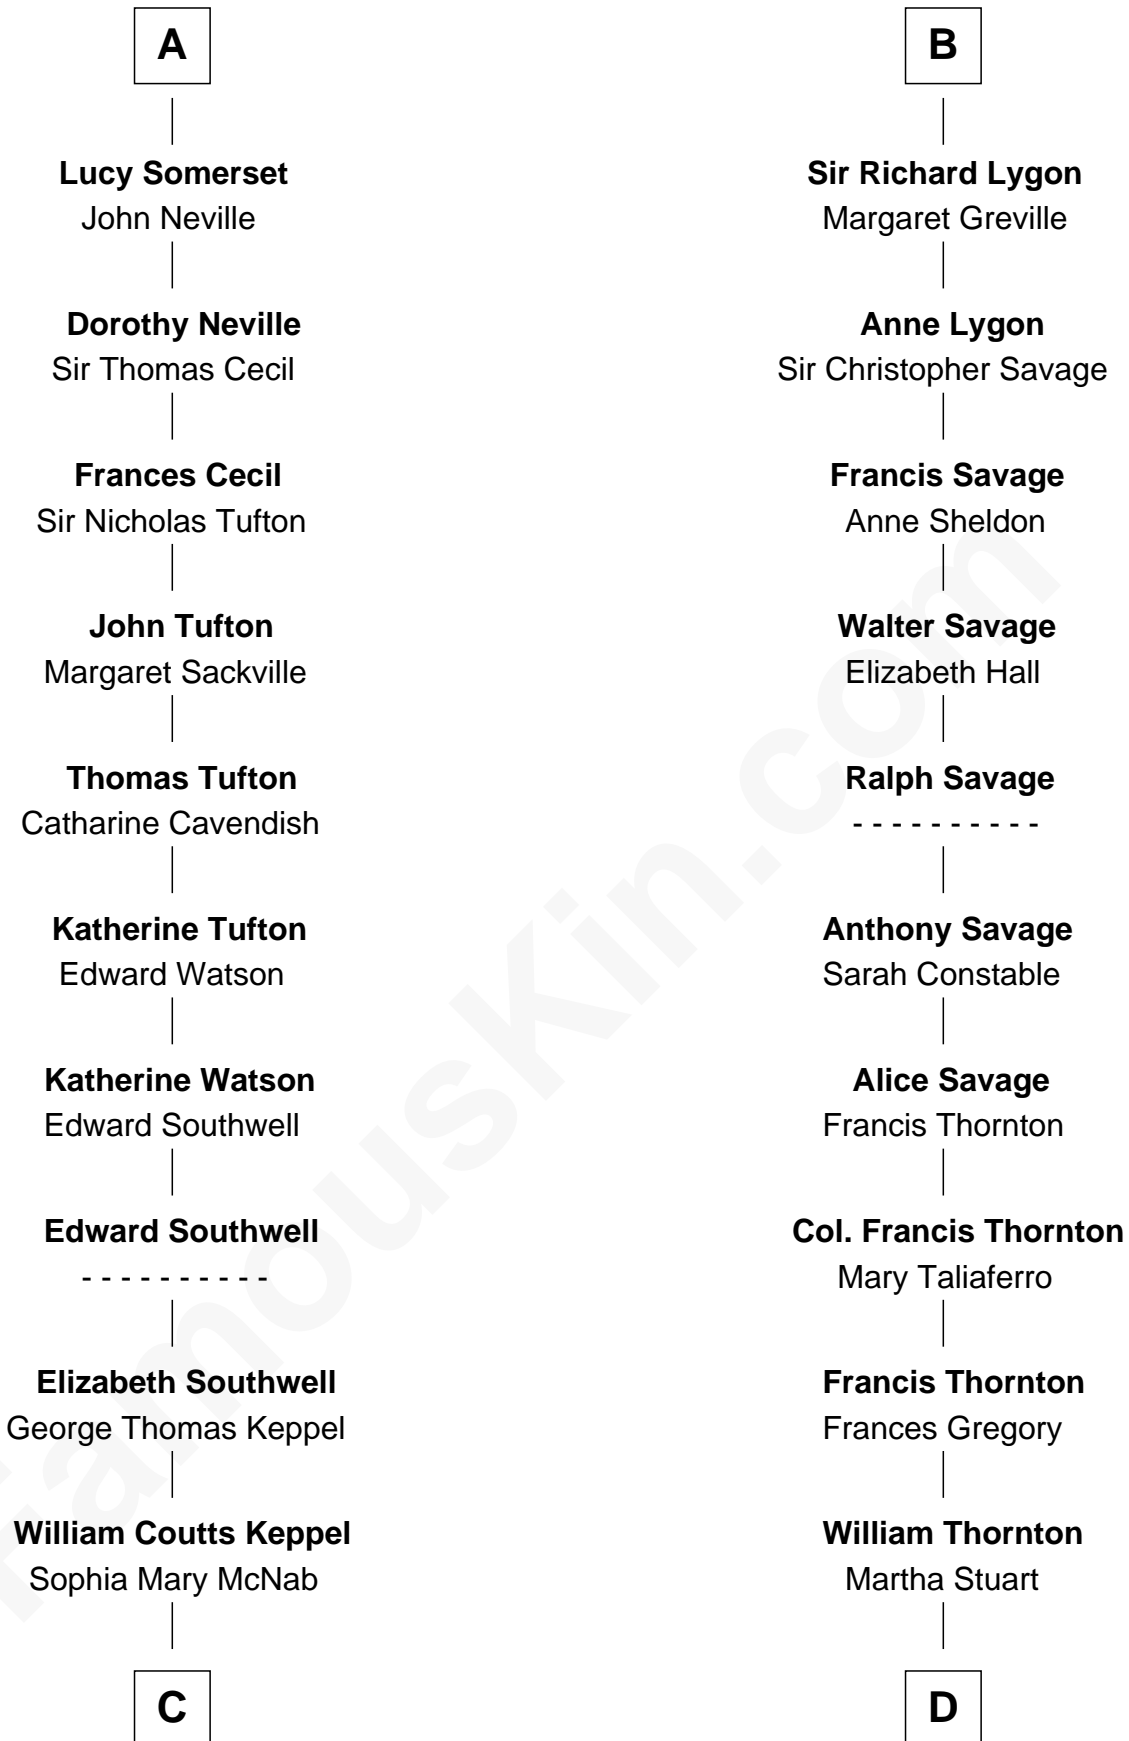 A
Lucy Somerset
John Neville
Dorothy Neville
Sir Thomas Cecil
Frances Cecil
Sir Nicholas Tufton
John Tufton
Margaret Sackville
Thomas Tufton
Catharine Cavendish
Katherine Tufton
Edward Watson
Katherine Watson
Edward Southwell
Edward Southwell
- - - - - - - - - -
Elizabeth Southwell
George Thomas Keppel
William Coutts Keppel
Sophia Mary McNab
C
B
Sir Richard Lygon
Margaret Greville
Anne Lygon
Sir Christopher Savage
Francis Savage
Anne Sheldon
Walter Savage
Elizabeth Hall
Ralph Savage
- - - - - - - - - -
Anthony Savage
Sarah Constable
Alice Savage
Francis Thornton
Col. Francis Thornton
Mary Taliaferro
Francis Thornton
Frances Gregory
William Thornton
Martha Stuart
D
FamousKin.com